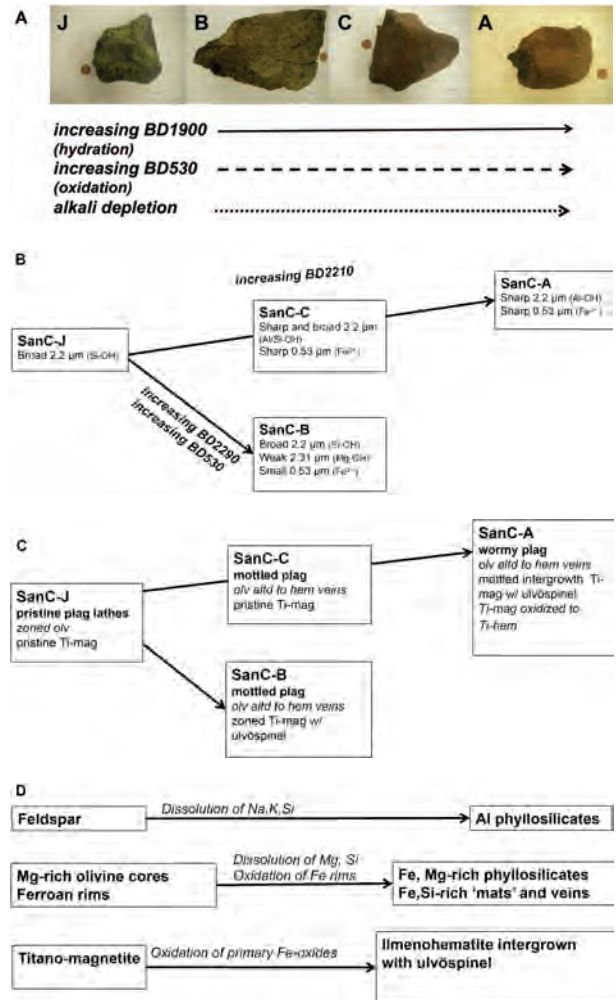 A J B C A
increasing BD1900
(hydration)
increasing BD530
(oxidation)
alkali depletion
B
increasing BD2210
SanC-A
Sharp 2.2 µm (Al-OH)
Sharp 0.53 µm (Fe³⁺)
SanC-C
Sharp and broad 2.2 µm
(Al/Si-OH)
Sharp 0.53 µm (Fe³⁺)
SanC-J
Broad 2.2 µm (Si-OH)
increasing BD2290
increasing BD530
SanC-B
Broad 2.2 µm (Si-OH)
Weak 2.31 µm (Mg-OH)
Small 0.53 µm (Fe³⁺)
C
SanC-A
wormy plag
olv altd to hem veins
mottled intergrowth Ti-
mag w/ ulvöspinel
Ti-mag oxidized to
Ti-hem
SanC-C
mottled plag
olv altd to hem veins
pristine Ti-mag
SanC-J
pristine plag lathes
zoned olv
pristine Ti-mag
SanC-B
mottled plag
olv altd to hem veins
zoned Ti-mag w/
ulvöspinel
D
Feldspar
Dissolution of Na,K,Si
Al phyllosilicates
Mg-rich olivine cores
Ferroan rims
Dissolution of Mg, Si
Oxidation of Fe rims
Fe, Mg-rich phyllosilicates
Fe,Si-rich 'mats' and veins
Titano-magnetite
Oxidation of primary Fe-oxides
Ilmenohematite intergrown
with ulvöspinel